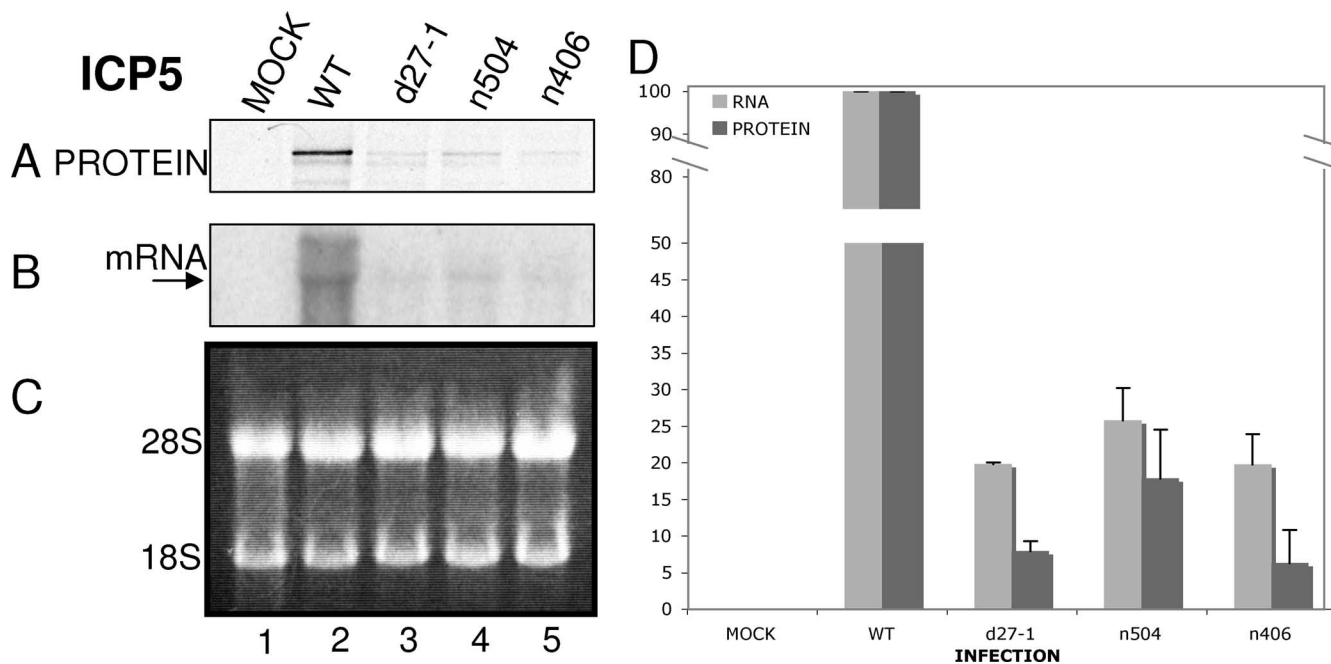 ICP5
MOCK
WT
d27-1
n504
n406
A PROTEIN
B mRNA
C
28S
18S
1 2 3 4 5
D
RNA
PROTEIN
100
90
80
50
45
40
35
30
25
20
15
10
5
0
MOCK WT d27-1 n504 n406
INFECTION